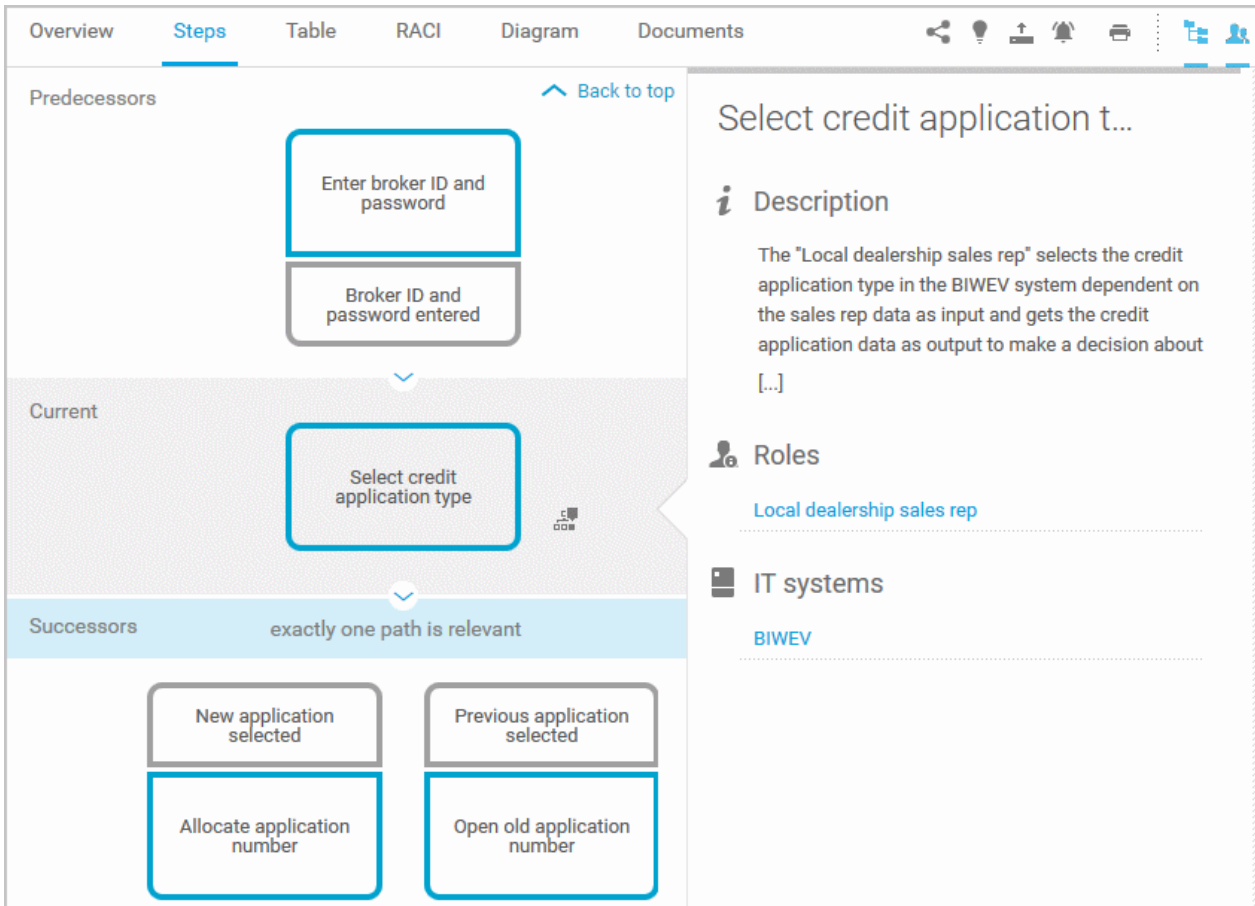 Overview Steps Table RACI Diagram Documents
Predecessors
Back to top
Enter broker ID and
password
Broker ID and
password entered
Current
Select credit
application type
Successors
exactly one path is relevant
New application
selected
Allocate application
number
Previous application
selected
Open old application
number
Select credit application t...
Description
The "Local dealership sales rep" selects the credit
application type in the BIWEV system dependent on
the sales rep data as input and gets the credit
application data as output to make a decision about
[...]
Roles
Local dealership sales rep
IT systems
BIWEV